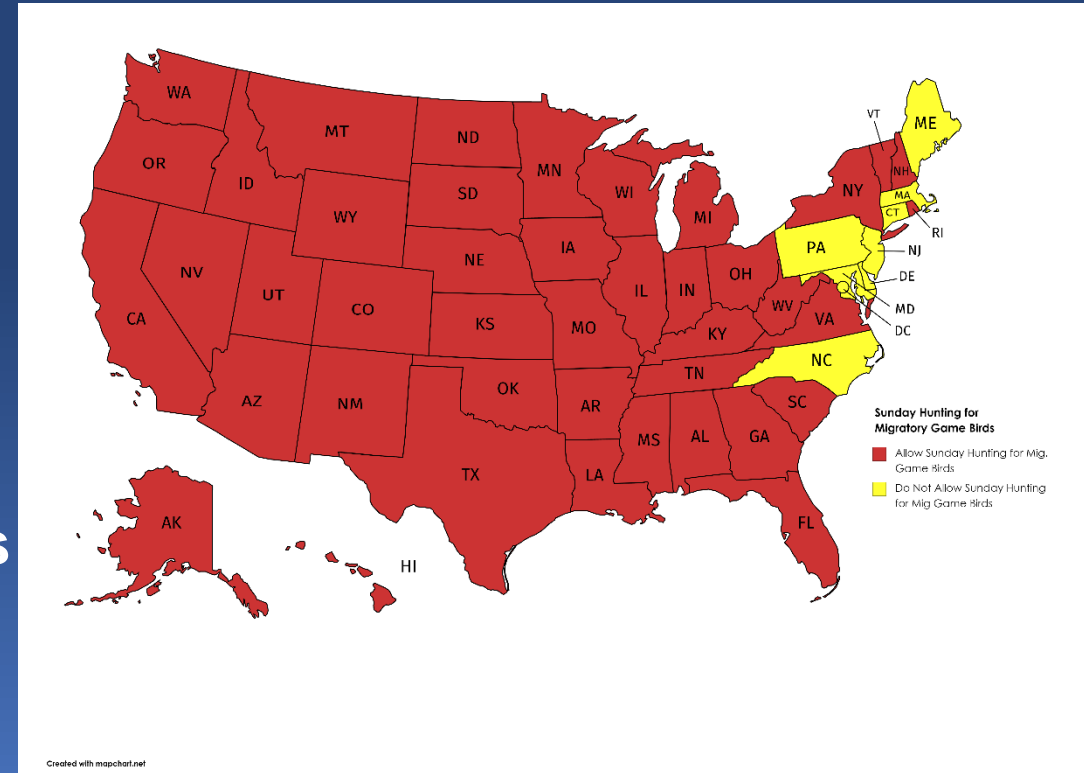 WA
MT
ND
MN
VT
ME
OR
ID
SD
WI
NH
WY
MI
NY
MA
CT
RI
IA
PA
NJ
NV
NE
OH
DE
UT
IL
IN
CO
WV
MD
CA
KS
MO
KY
VA
DC
NC
TN
AZ
NM
OK
AR
SC
MS
AL
GA
TX
LA
AK
FL
HI
Sunday Hunting for
Migratory Game Birds
Allow Sunday Hunting for Mig.
Game Birds
Do Not Allow Sunday Hunting
for Mig Game Birds
s
Created with mapchart.net